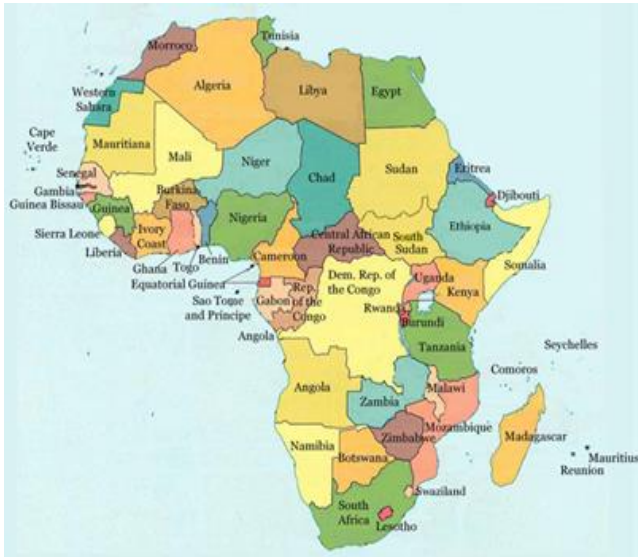 Tunisia
Morroco
Algeria
Libya
Egypt
Western
Sahara
Cape
Verde
Mauritiana
Mali
Niger
Chad
Sudan
Eritrea
Senegal
Gambia
Guinea Bissau
Guinea
Burkina
Faso
Djibouti
Nigeria
Ethiopia
Sierra Leone
Ivory
Coast
Liberia
Ghana
Togo
Benin
Central African
Republic
South
Sudan
Cameroon
Somalia
Equatorial Guinea
Sao Tome
and Principe
Gabon
Rep.
of the
Congo
Dem. Rep. of
the Congo
Uganda
Kenya
Rwanda
Burundi
Angola
Tanzania
Seychelles
Comoros
Angola
Zambia
Malawi
Mozambique
Zimbabwe
Madagascar
Mauritius
Reunion
Namibia
Botswana
Swaziland
South
Africa
Lesotho